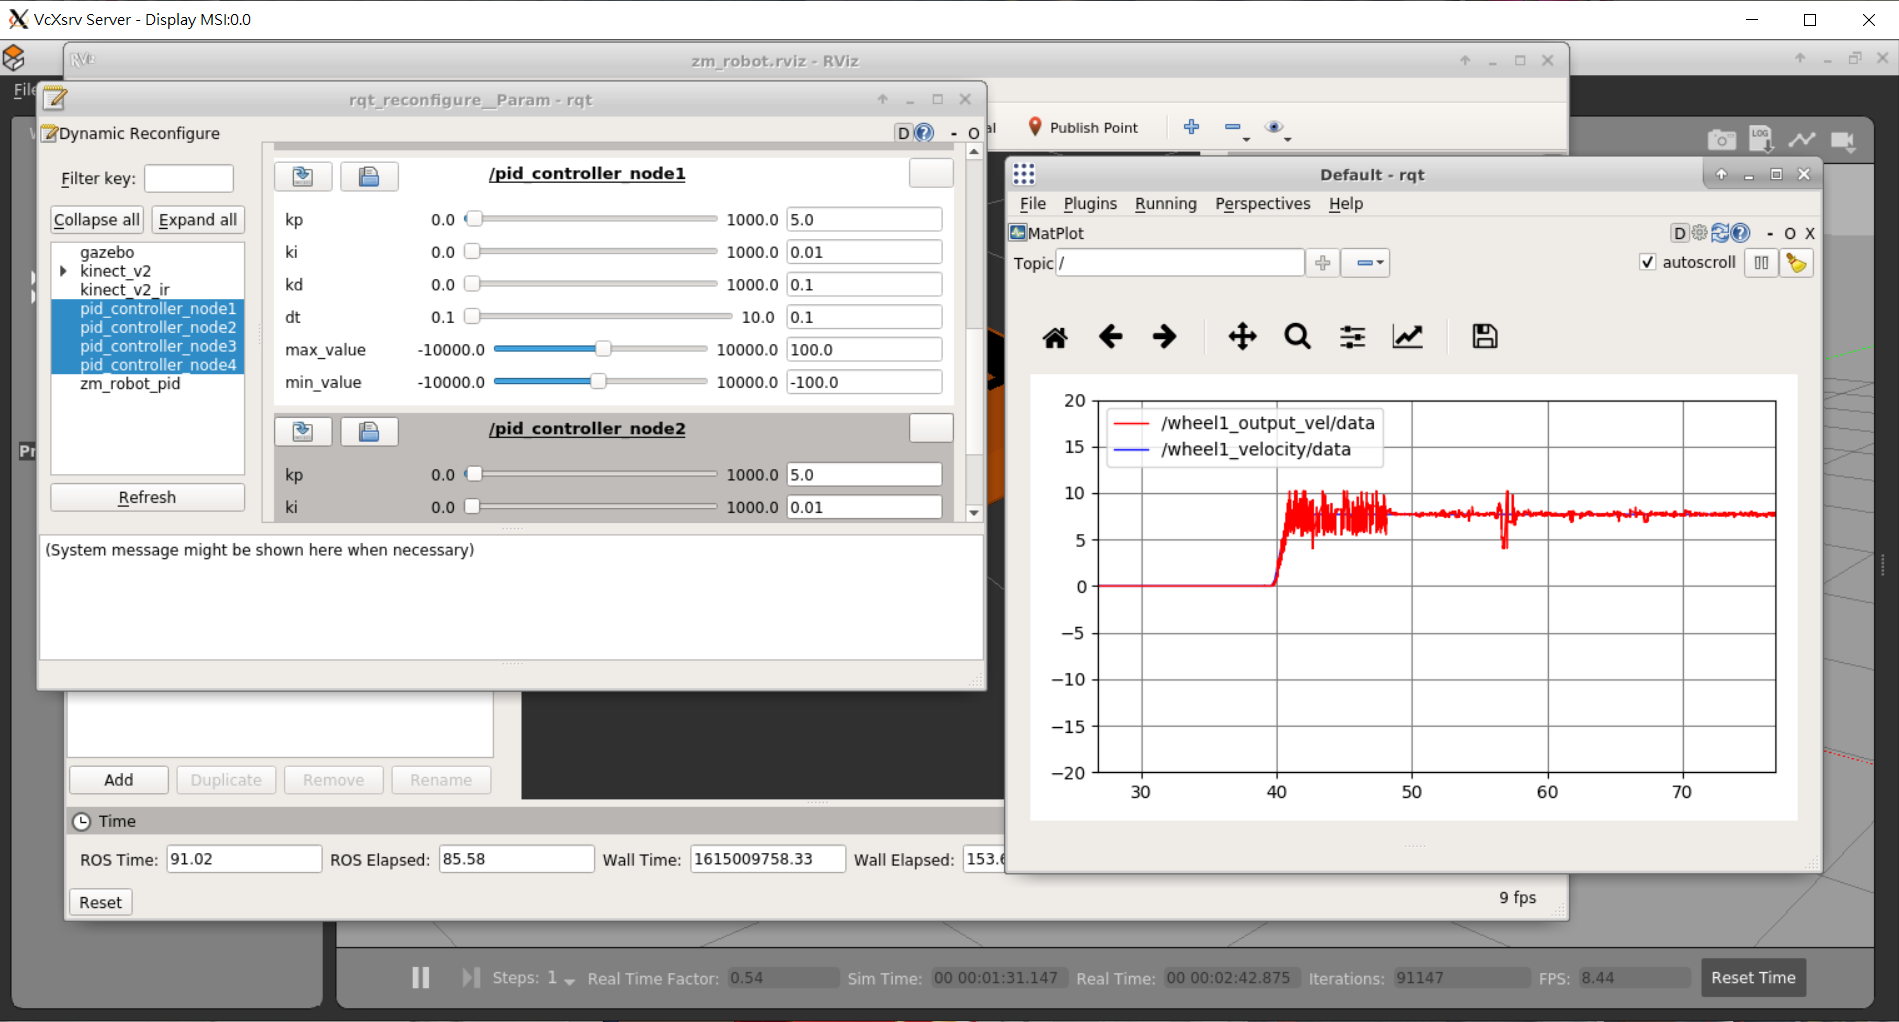 VcXsrv Server - Display MSI:0.0
RViz
zm_robot.rviz - RViz
File
rqt_reconfigure__Param - rqt
Dynamic Reconfigure
D
- O
Publish Point
Filter key:
Collapse all
Expand all
gazebo
kinect_v2
kinect_v2_ir
pid_controller_node1
pid_controller_node2
pid_controller_node3
pid_controller_node4
zm_robot_pid
Refresh
/pid_controller_node1
kp 0.0 1000.0 5.0
ki 0.0 1000.0 0.01
kd 0.0 1000.0 0.1
dt 0.1 10.0 0.1
max_value -10000.0 10000.0 100.0
min_value -10000.0 10000.0 -100.0
/pid_controller_node2
kp 0.0 1000.0 5.0
ki 0.0 1000.0 0.01
(System message might be shown here when necessary)
LOG
Default - rqt
File Plugins Running Perspectives Help
MatPlot
D
- O X
Topic /
autoscroll
/wheel1_output_vel/data
/wheel1_velocity/data
20
15
10
5
0
−5
−10
−15
−20
30 40 50 60 70
Add Duplicate Remove Rename
Time
ROS Time: 91.02 ROS Elapsed: 85.58 Wall Time: 1615009758.33 Wall Elapsed: 153.6
Reset
9 fps
Steps: 1 Real Time Factor: 0.54 Sim Time: 00 00:01:31.147 Real Time: 00 00:02:42.875 Iterations: 91147 FPS: 8.44 Reset Time